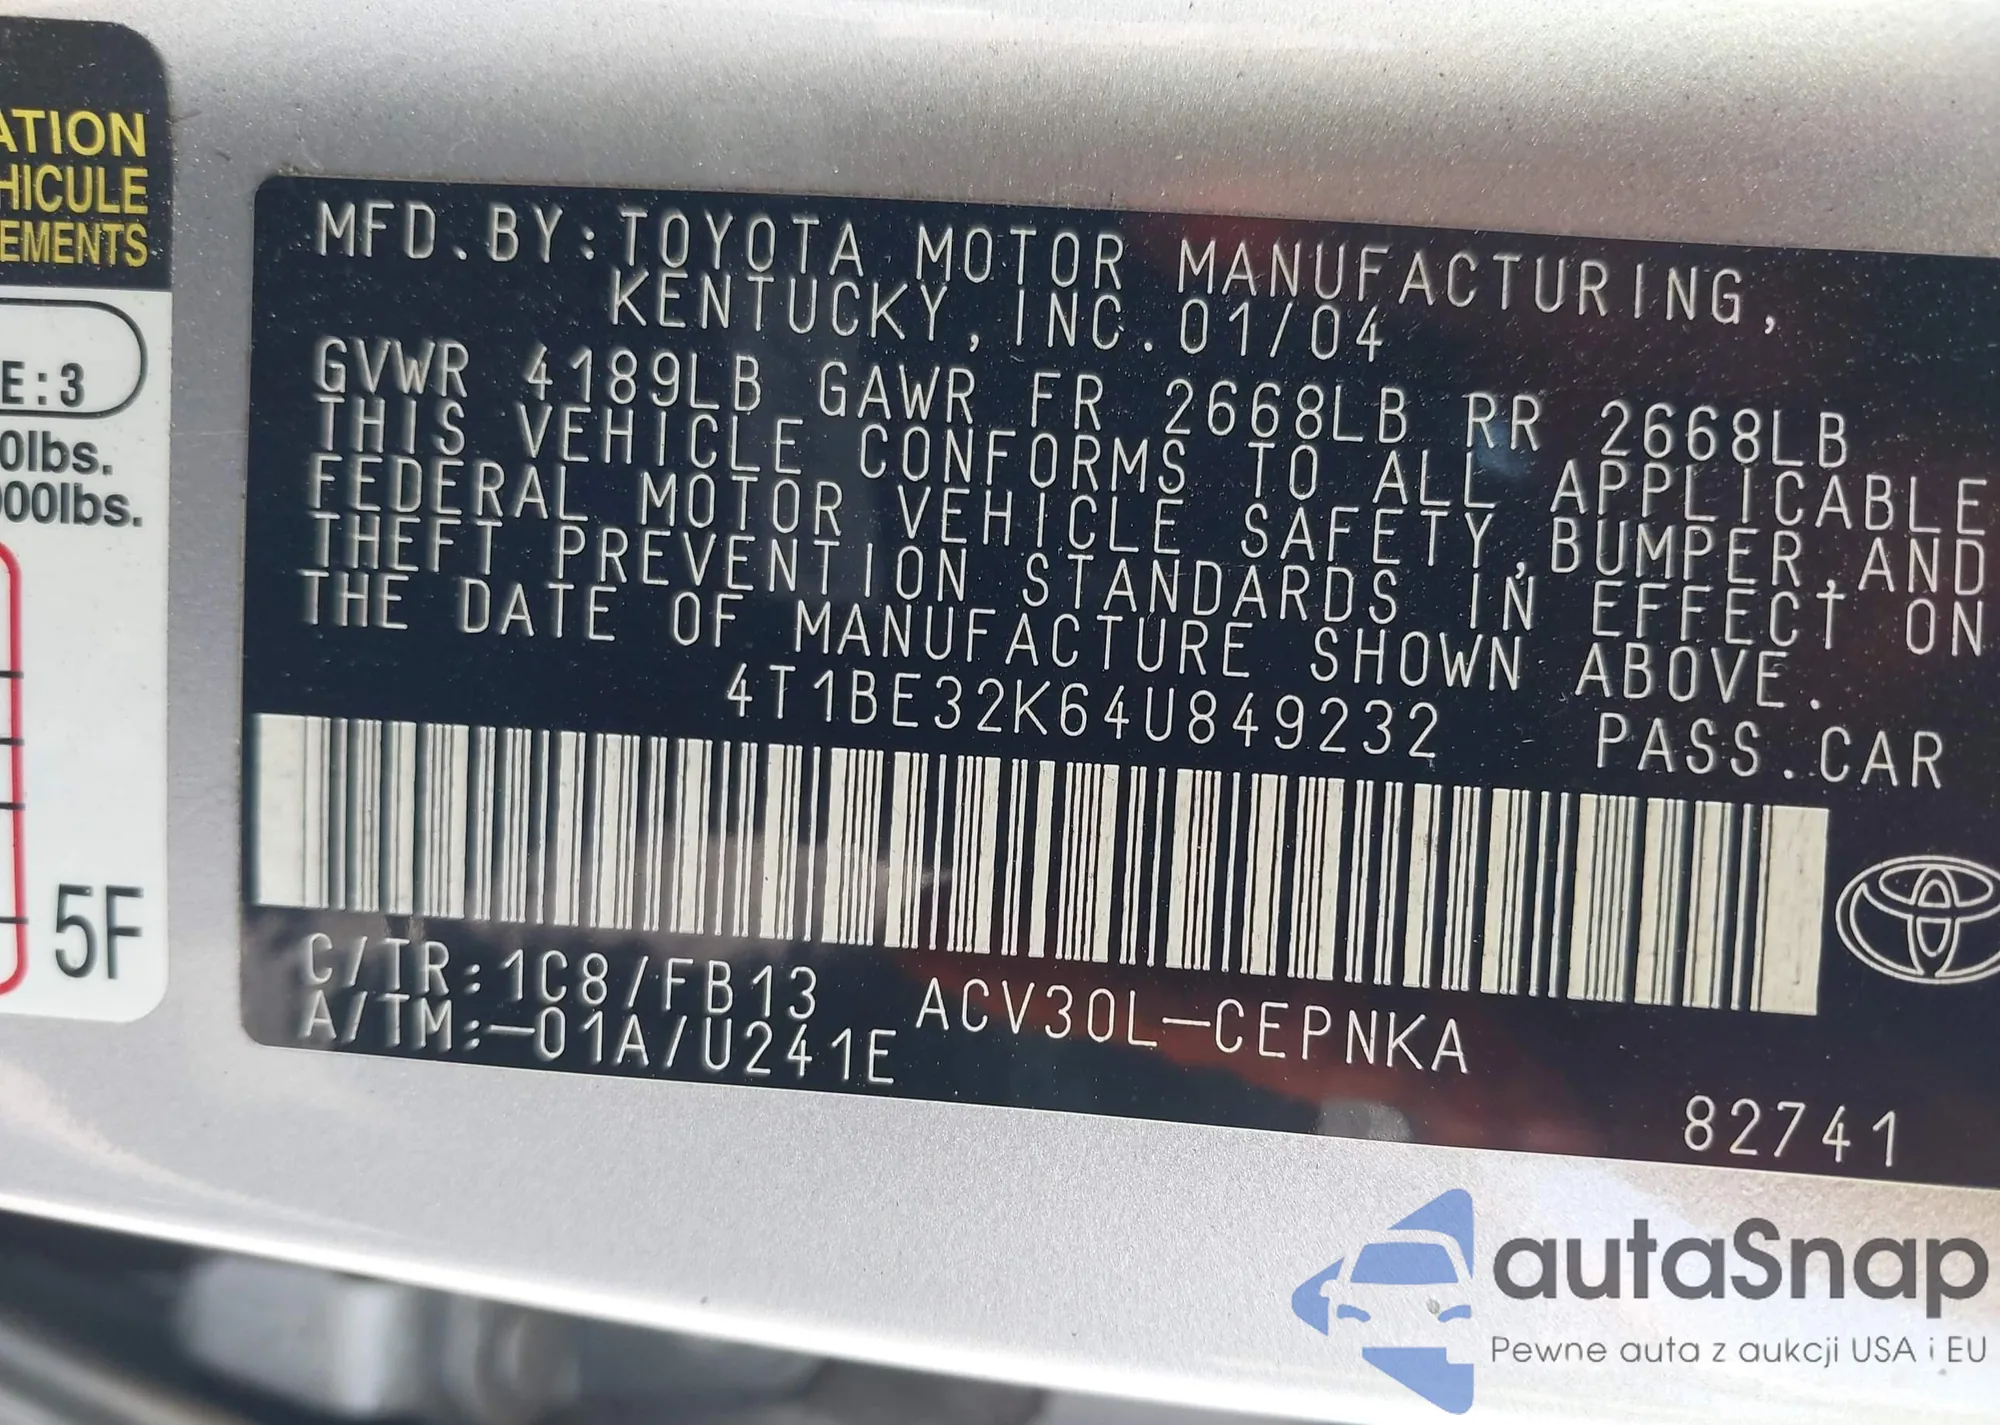 ATION
HICULE
EMENTS
E:3
0lbs.
000lbs.
5F
MFD.BY:TOYOTA MOTOR MANUFACTURING,
KENTUCKY,INC.01/04
GVWR 4189LB GAWR FR 2668LB RR 2668LB
THIS VEHICLE CONFORMS TO ALL APPLICABLE
FEDERAL MOTOR VEHICLE SAFETY,BUMPER,AND
THEFT PREVENTION STANDARDS IN EFFECT ON
THE DATE OF MANUFACTURE SHOWN ABOVE.
4T1BE32K64U849232 PASS.CAR
C/TR:1C8/FB13 ACV30L-CEPNKA
A/TM:-01A/U241E
82741
autaSnap
Pewne auta z aukcji USA i EU